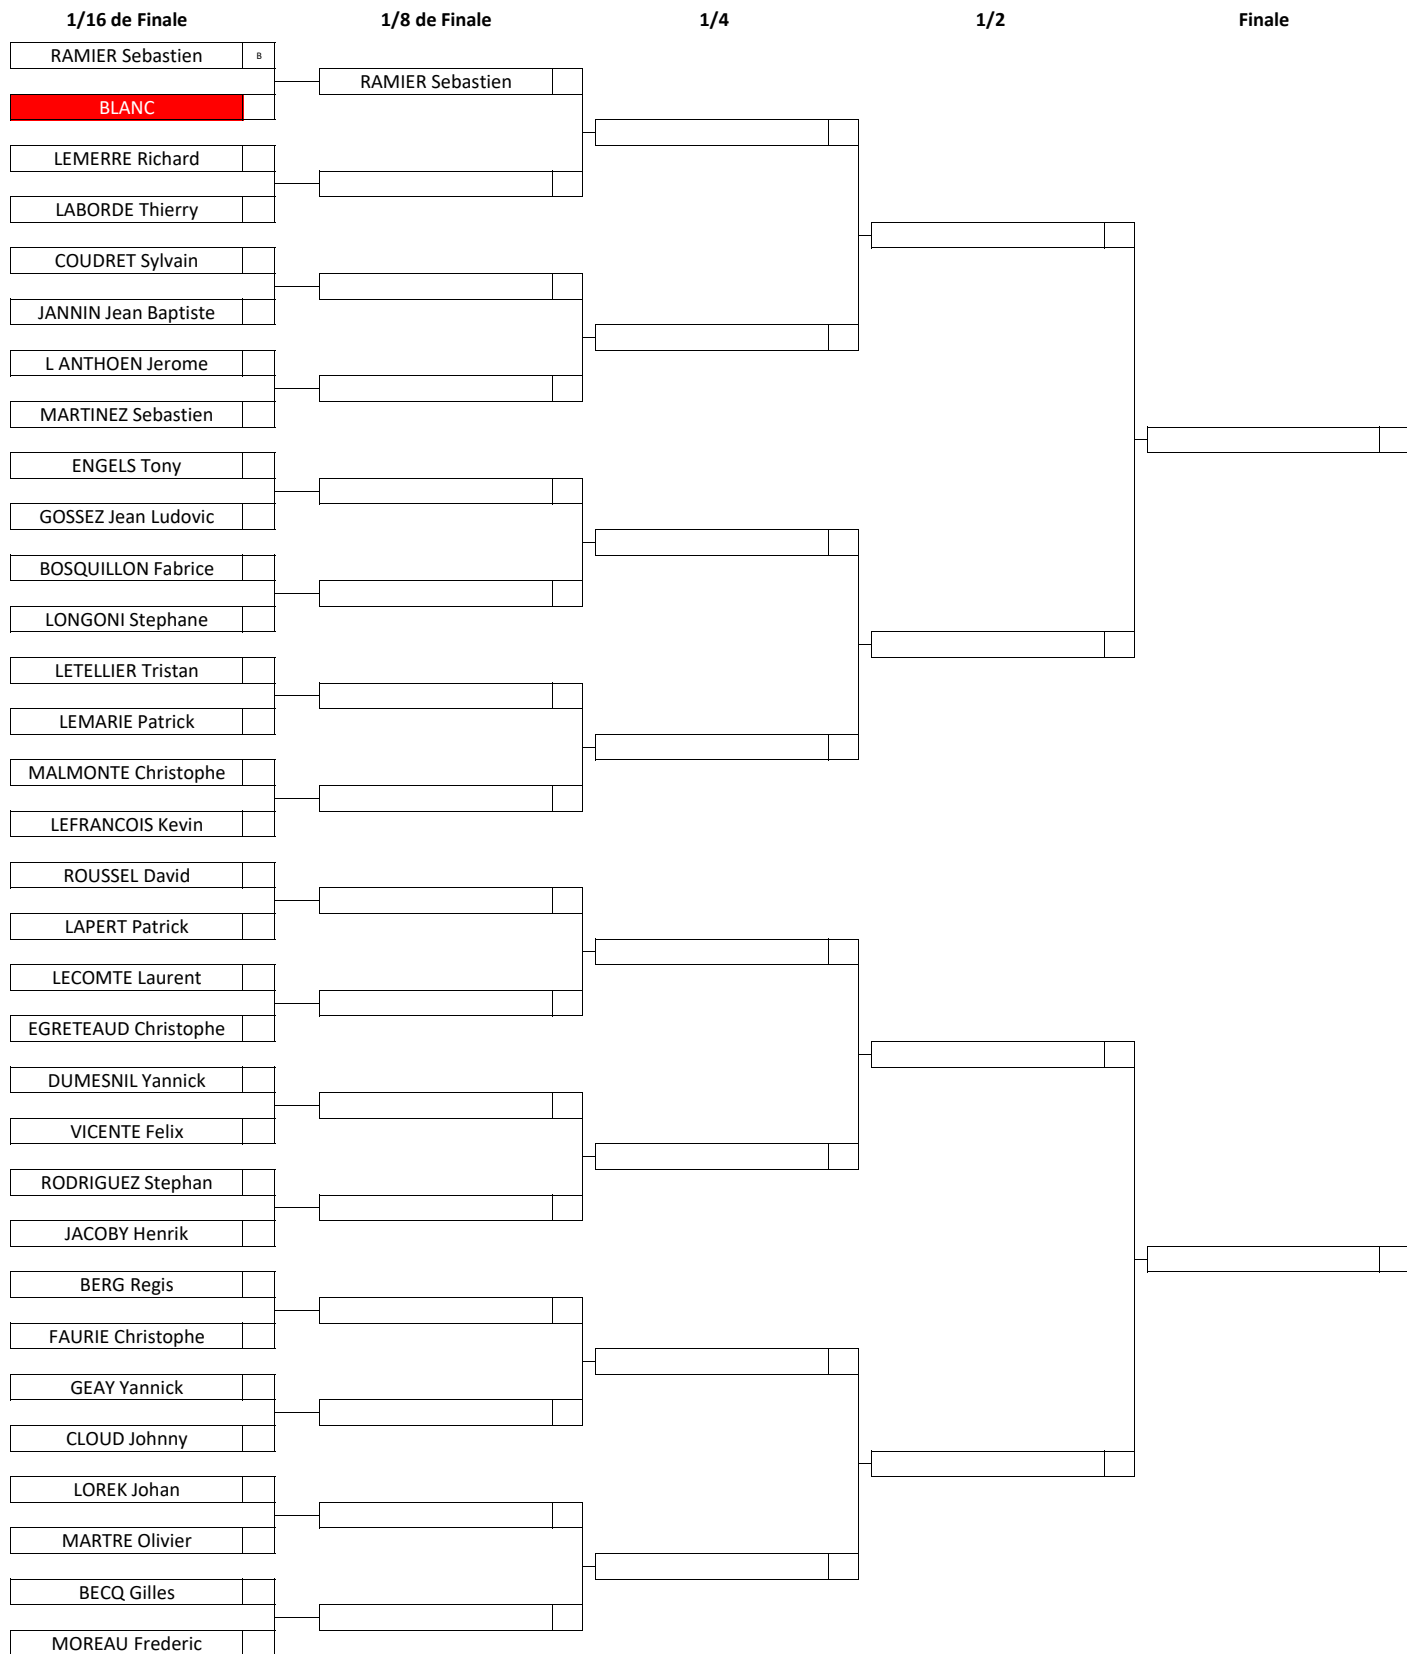 1/16 de Finale 1/8 de Finale 1/4 1/2 Finale
RAMIER Sebastien B
RAMIER Sebastien
BLANC
LEMERRE Richard
LABORDE Thierry
COUDRET Sylvain
JANNIN Jean Baptiste
L ANTHOEN Jerome
MARTINEZ Sebastien
ENGELS Tony
GOSSEZ Jean Ludovic
BOSQUILLON Fabrice
LONGONI Stephane
LETELLIER Tristan
LEMARIE Patrick
MALMONTE Christophe
LEFRANCOIS Kevin
ROUSSEL David
LAPERT Patrick
LECOMTE Laurent
EGRETEAUD Christophe
DUMESNIL Yannick
VICENTE Felix
RODRIGUEZ Stephan
JACOBY Henrik
BERG Regis
FAURIE Christophe
GEAY Yannick
CLOUD Johnny
LOREK Johan
MARTRE Olivier
BECQ Gilles
MOREAU Frederic